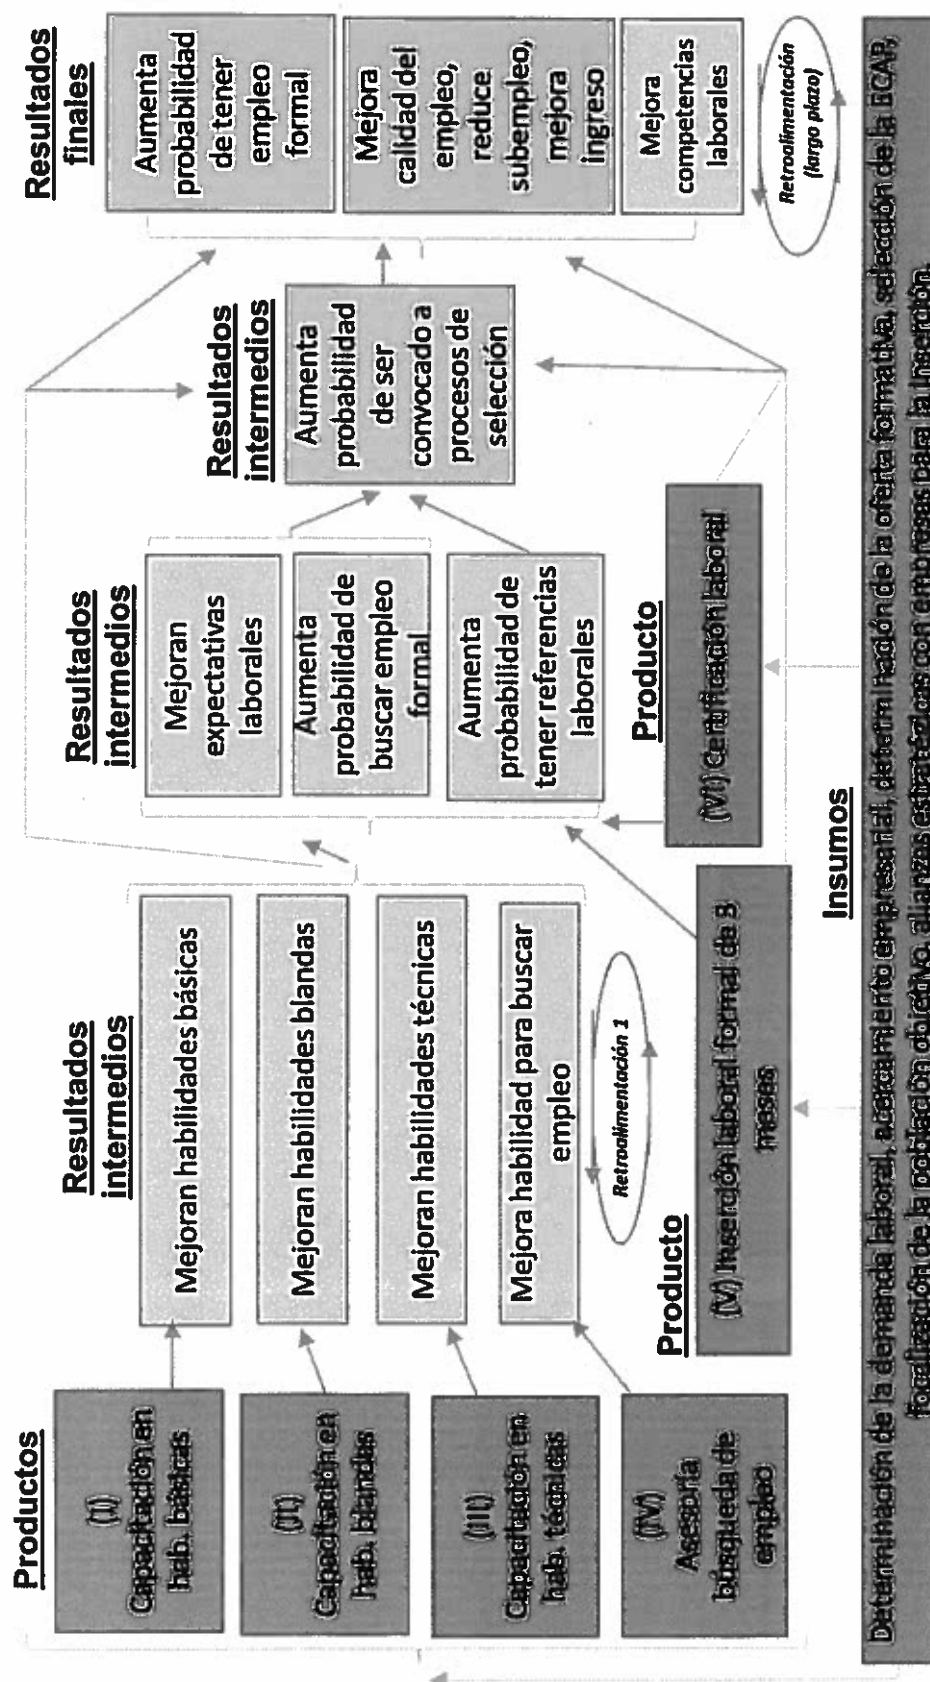 Productos
(I)
Capacitación en
hab. básicas
(II)
Capacitación en
hab. blandas
(III)
Capacitación en
hab. técnicas
(IV)
Asesoría
búsqueda de
empleo
Resultados
intermedios
Mejoran habilidades básicas
Mejoran habilidades blandas
Mejoran habilidades técnicas
Mejora habilidad para buscar
empleo
Retroalimentación 1
Producto
(V) Inserción laboral formal de 3
meses
Resultados
intermedios
Mejoran
expectativas
laborales
Aumenta
probabilidad de
buscar empleo
formal
Aumenta
probabilidad de
tener referencias
laborales
Producto
(VI) Certificación laboral
Resultados
intermedios
Aumenta
probabilidad
de ser
convocado a
procesos de
selección
Resultados
finales
Aumenta
probabilidad
de tener
empleo
formal
Mejora
calidad del
empleo,
reduce
subempleo,
mejora
ingreso
Mejora
competencias
laborales
Retroalimentación
(largo plazo)
Insumos
Determinación de la demanda laboral, acercamiento empresarial, determinación de la oferta formativa, selección de la ECAP,
focalización de la población objetivo, alianzas estratégicas con empresas para la inserción.